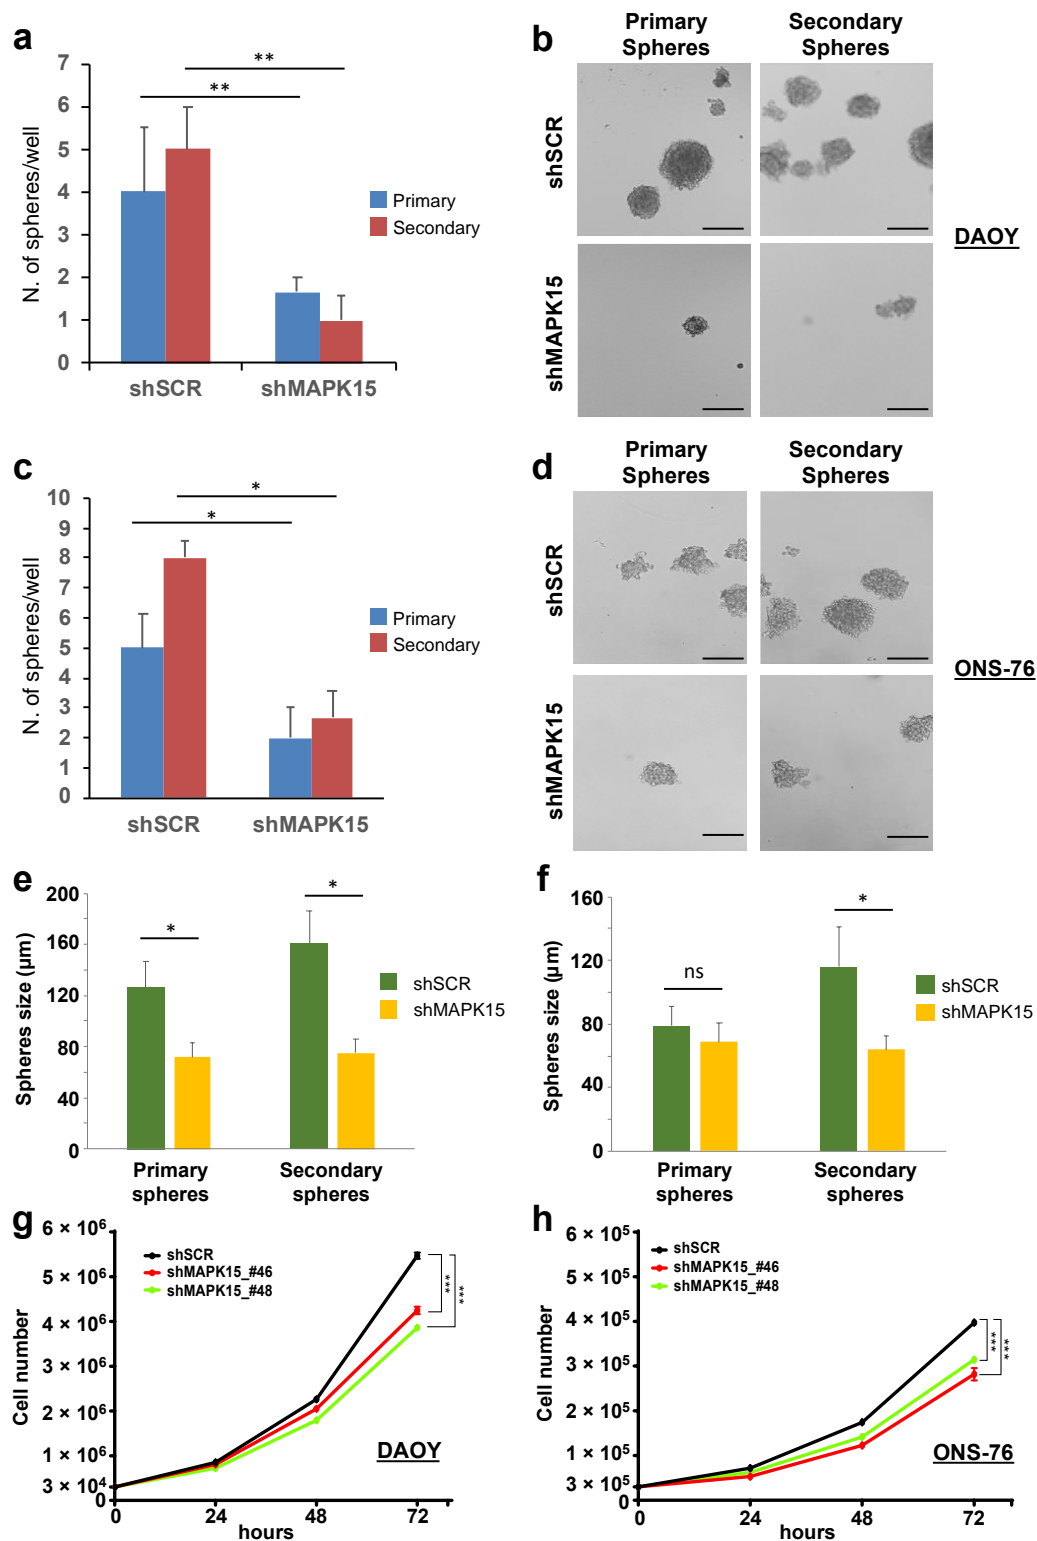 a
7
6
5
4
3
2
1
0
N. of spheres/well
**
**
Primary
Secondary
shSCR
shMAPK15
b
Primary
Spheres
Secondary
Spheres
shSCR
shMAPK15
DAOY
c
10
9
8
7
6
5
4
3
2
1
0
N. of spheres/well
*
*
Primary
Secondary
shSCR
shMAPK15
d
Primary
Spheres
Secondary
Spheres
shSCR
shMAPK15
ONS-76
e
200
160
120
80
40
0
Spheres size (μm)
*
*
shSCR
shMAPK15
Primary
spheres
Secondary
spheres
f
160
120
80
40
0
Spheres size (μm)
ns
*
shSCR
shMAPK15
Primary
spheres
Secondary
spheres
g
6 × 10⁶
5 × 10⁶
4 × 10⁶
3 × 10⁶
2 × 10⁶
1 × 10⁶
3 × 10⁴
0
Cell number
shSCR
shMAPK15_#46
shMAPK15_#48
***
***
DAOY
0
24
48
72
hours
h
6 × 10⁵
5 × 10⁵
4 × 10⁵
3 × 10⁵
2 × 10⁵
1 × 10⁵
3 × 10⁵
0
Cell number
shSCR
shMAPK15_#46
shMAPK15_#48
***
***
ONS-76
0
24
48
72
hours